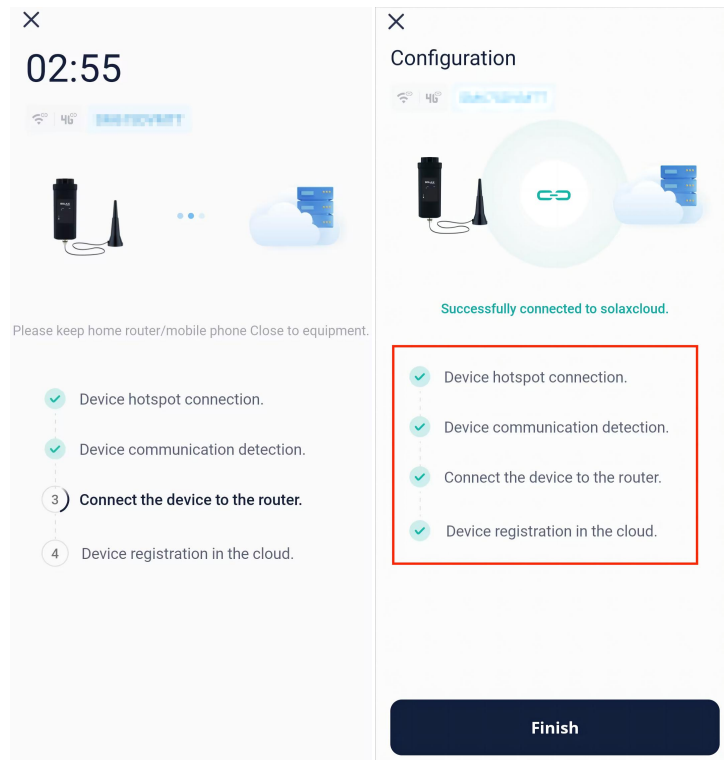 02:55
4G
Please keep home router/mobile phone Close to equipment.
Device hotspot connection.
Device communication detection.
3
Connect the device to the router.
4
Device registration in the cloud.
Configuration
4G
Successfully connected to solaxcloud.
Device hotspot connection.
Device communication detection.
Connect the device to the router.
Device registration in the cloud.
Finish